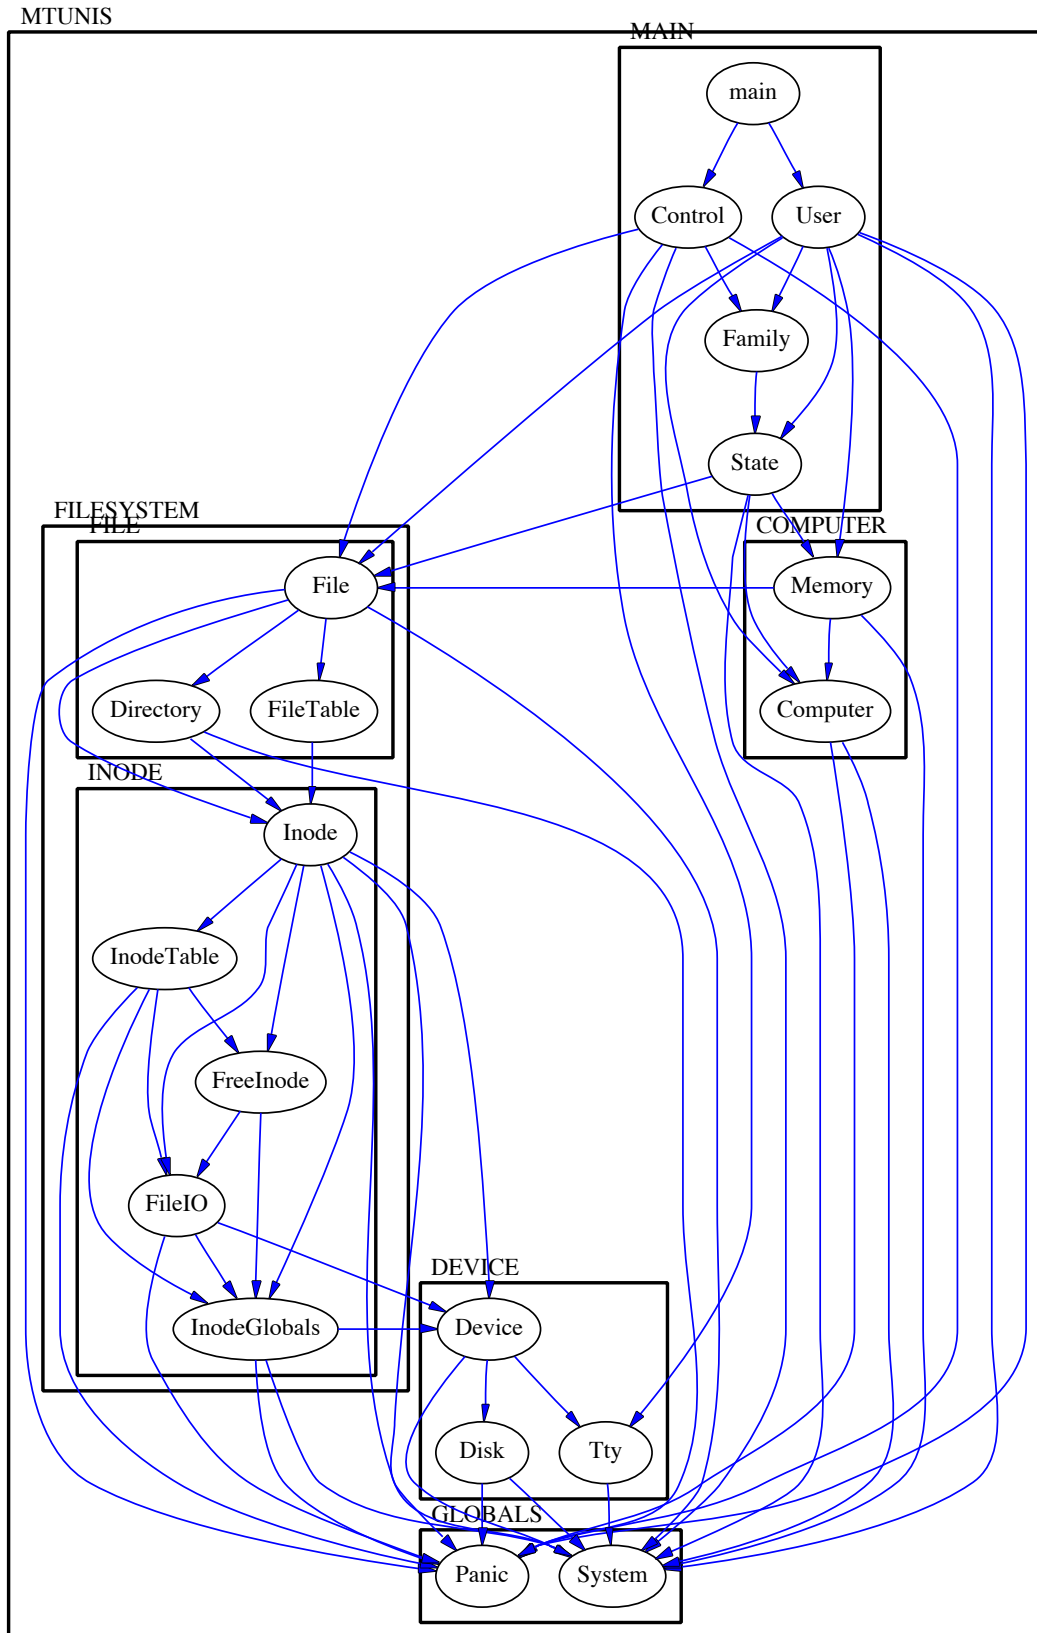 MTUNIS
MAIN
main
Control
User
Family
State
FILESYSTEM
FILE
COMPUTER
File
Memory
Directory
FileTable
Computer
INODE
Inode
InodeTable
FreeInode
FileIO
DEVICE
InodeGlobals
Device
Disk
Tty
GLOBALS
Panic
System